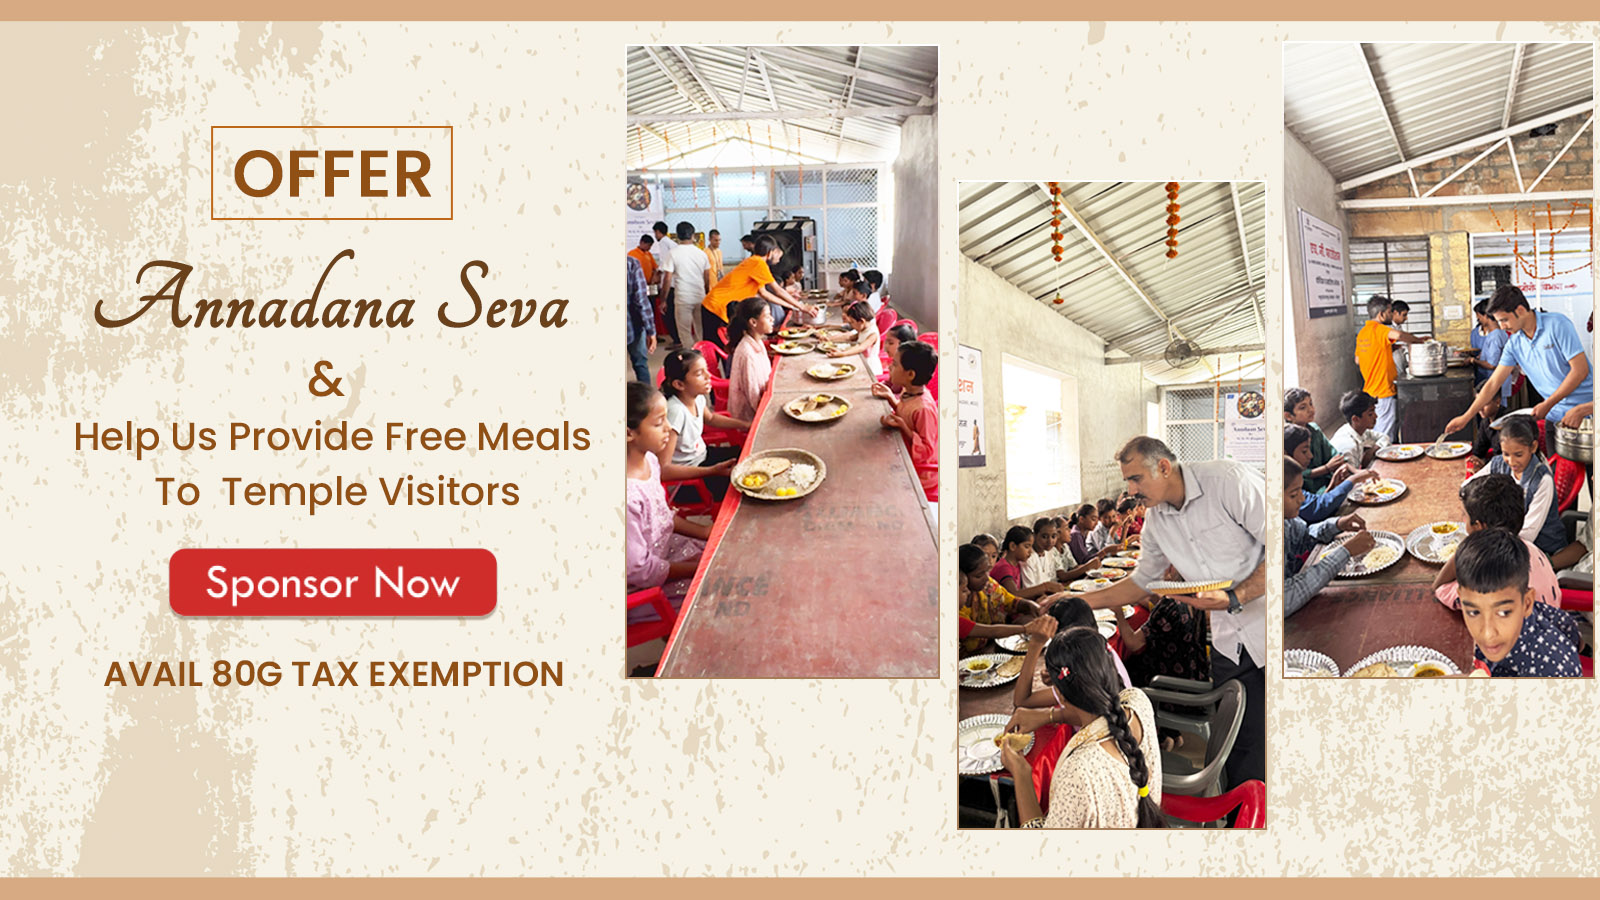 OFFER
Annadana Seva
&
Help Us Provide Free Meals
To Temple Visitors
Sponsor Now
AVAIL 80G TAX EXEMPTION